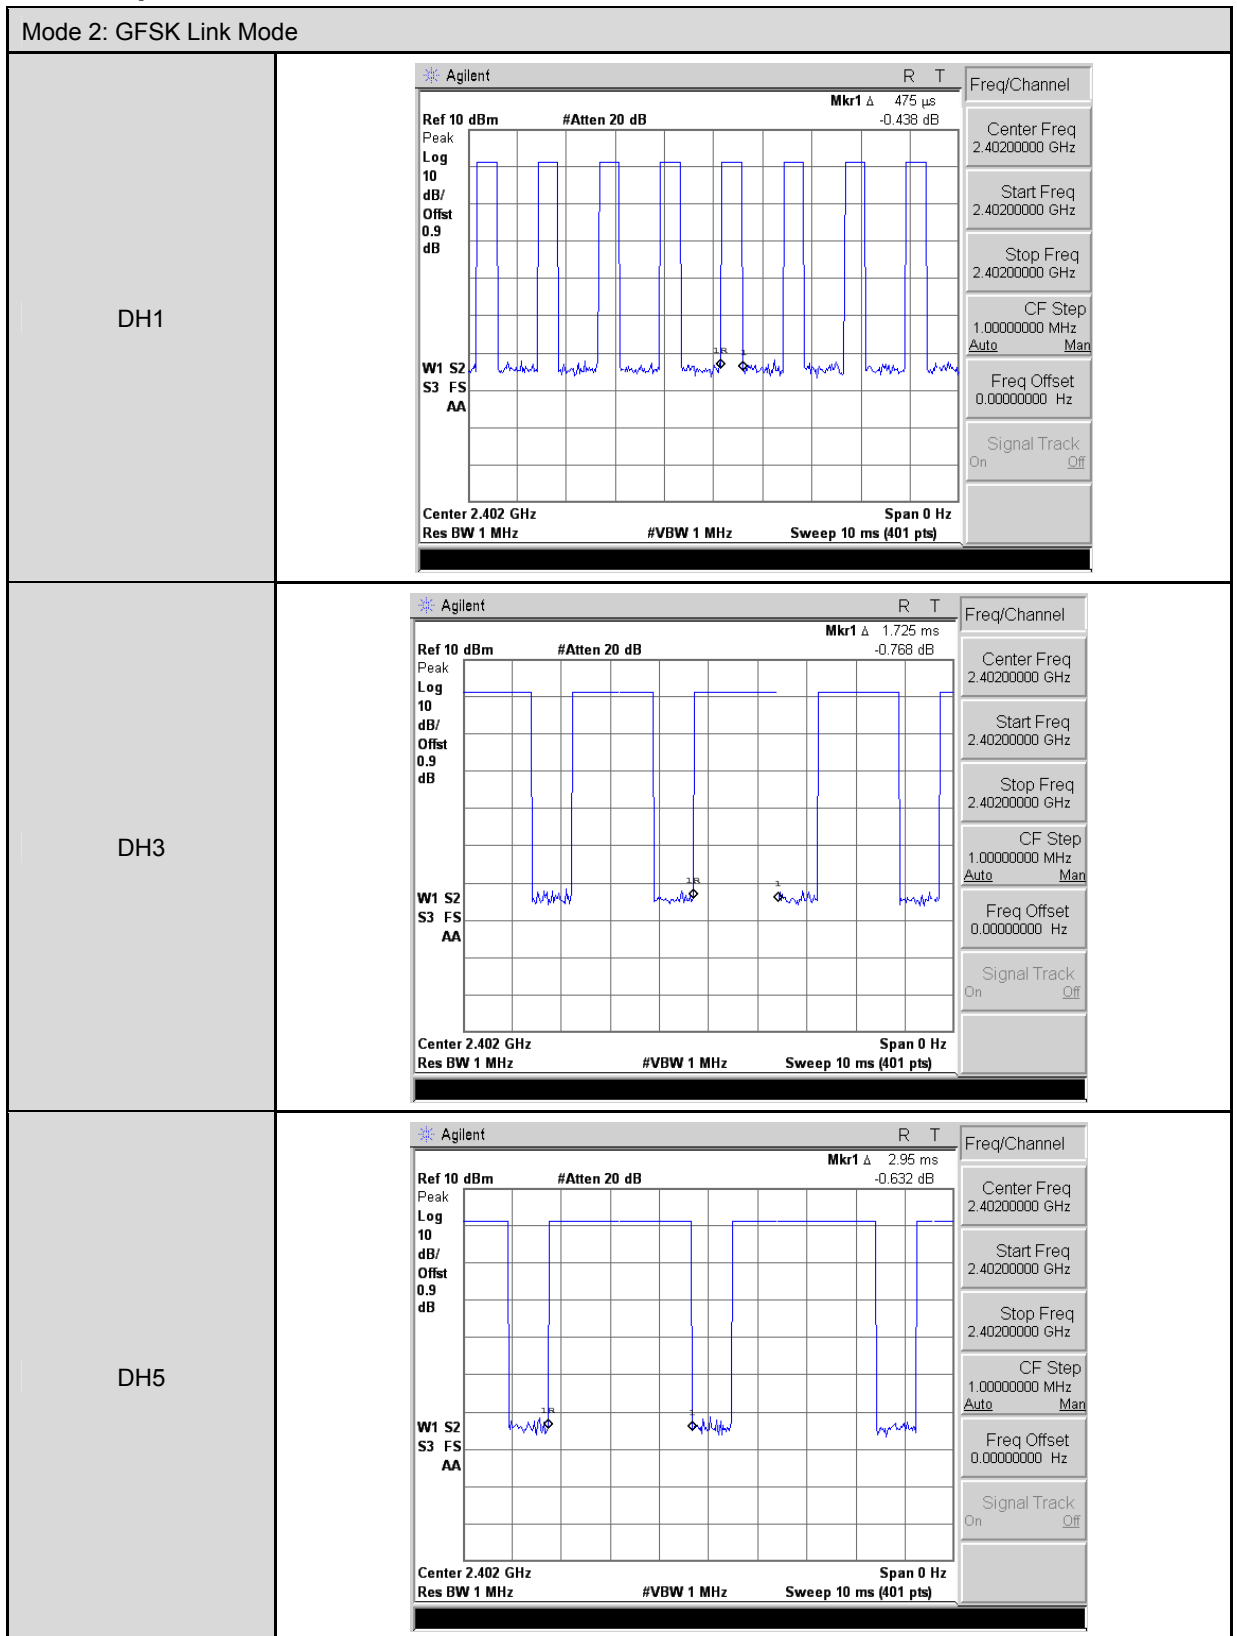 Mode 2: GFSK Link Mode
DH1
Agilent
R T
Mkr1 Δ 475 µs
-0.438 dB
Ref 10 dBm
#Atten 20 dB
Peak
Log
10
dB/
Offst
0.9
dB
1R
1
W1 S2
S3 FS
AA
Center 2.402 GHz
Span 0 Hz
Res BW 1 MHz
#VBW 1 MHz
Sweep 10 ms (401 pts)
Freq/Channel
Center Freq
2.40200000 GHz
Start Freq
2.40200000 GHz
Stop Freq
2.40200000 GHz
CF Step
1.00000000 MHz
Auto Man
Freq Offset
0.00000000 Hz
Signal Track
On Off
DH3
Agilent
R T
Mkr1 Δ 1.725 ms
-0.768 dB
Ref 10 dBm
#Atten 20 dB
Peak
Log
10
dB/
Offst
0.9
dB
1R
1
W1 S2
S3 FS
AA
Center 2.402 GHz
Span 0 Hz
Res BW 1 MHz
#VBW 1 MHz
Sweep 10 ms (401 pts)
Freq/Channel
Center Freq
2.40200000 GHz
Start Freq
2.40200000 GHz
Stop Freq
2.40200000 GHz
CF Step
1.00000000 MHz
Auto Man
Freq Offset
0.00000000 Hz
Signal Track
On Off
DH5
Agilent
R T
Mkr1 Δ 2.95 ms
-0.632 dB
Ref 10 dBm
#Atten 20 dB
Peak
Log
10
dB/
Offst
0.9
dB
1R
1
W1 S2
S3 FS
AA
Center 2.402 GHz
Span 0 Hz
Res BW 1 MHz
#VBW 1 MHz
Sweep 10 ms (401 pts)
Freq/Channel
Center Freq
2.40200000 GHz
Start Freq
2.40200000 GHz
Stop Freq
2.40200000 GHz
CF Step
1.00000000 MHz
Auto Man
Freq Offset
0.00000000 Hz
Signal Track
On Off